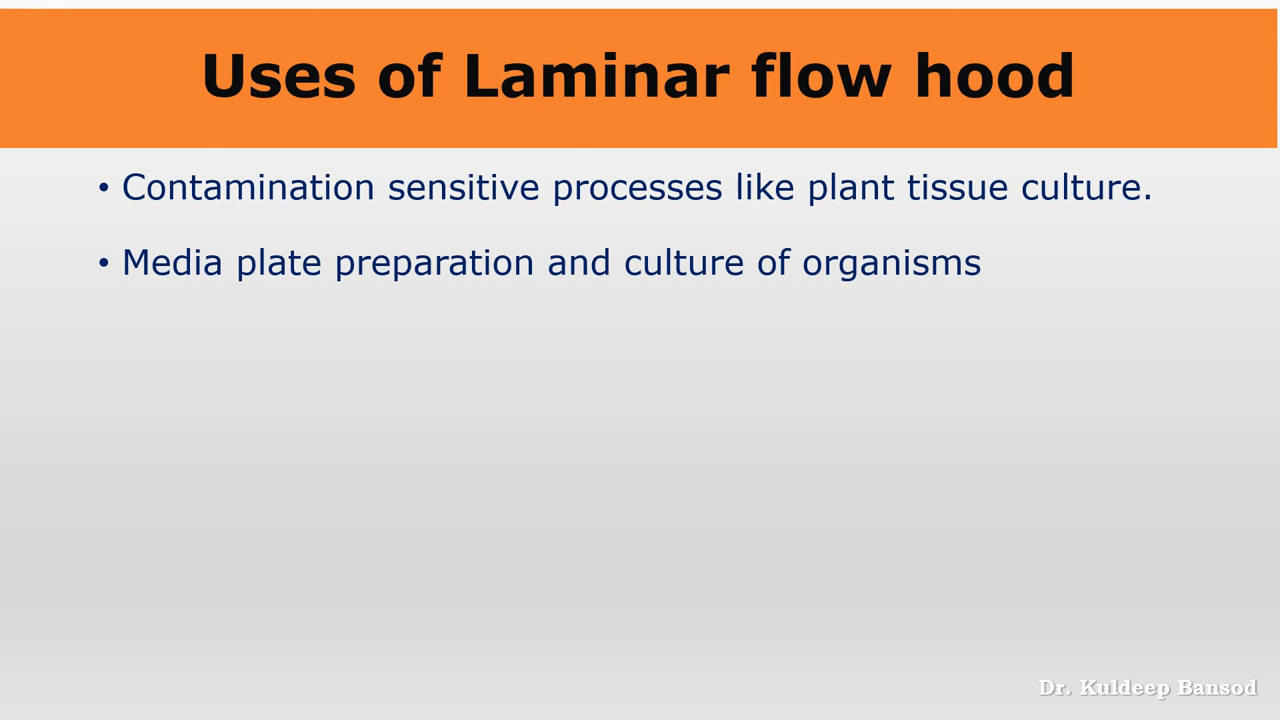 Uses of Laminar flow hood
• Contamination sensitive processes like plant tissue culture.
• Media plate preparation and culture of organisms
Dr. Kuldeep Bansod